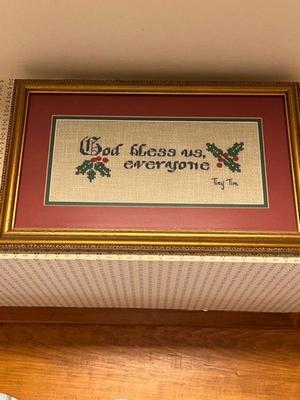 God bless us,
everyone
Tiny Tim